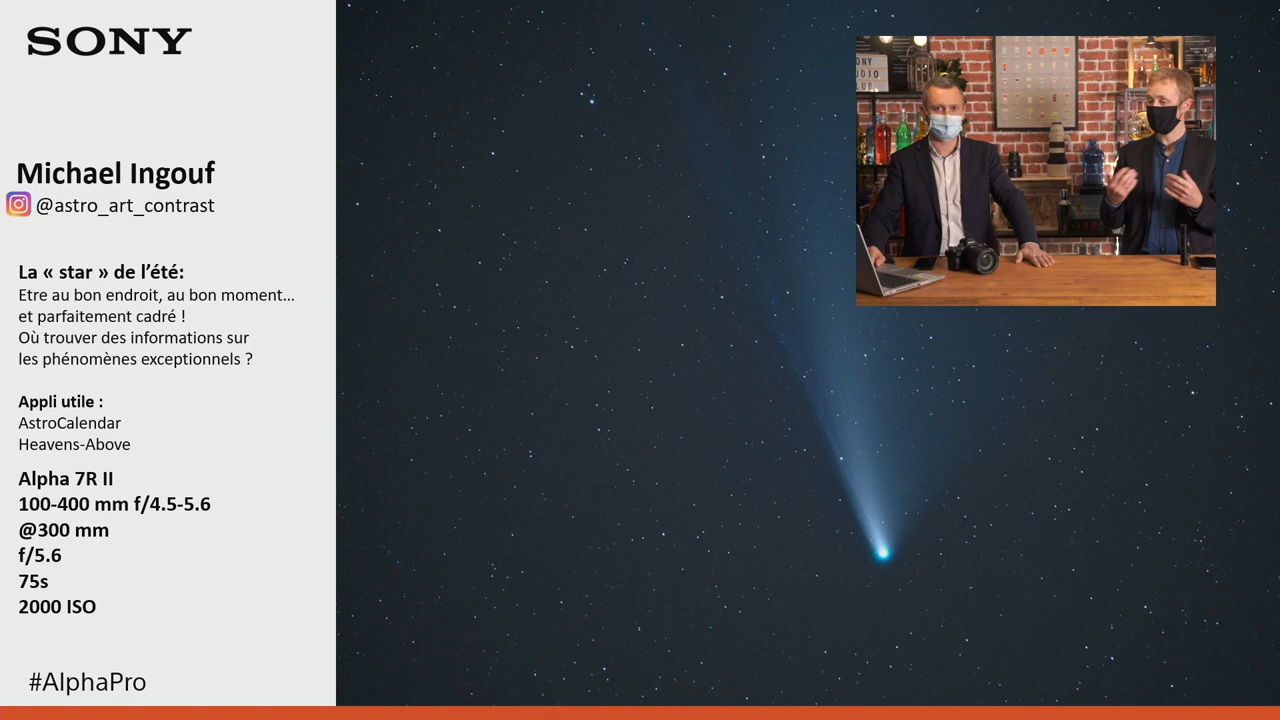 SONY
Michael Ingouf
@astro_art_contrast
La « star » de l’été:
Etre au bon endroit, au bon moment...
et parfaitement cadré !
Où trouver des informations sur
les phénomènes exceptionnels ?
Appli utile :
AstroCalendar
Heavens-Above
Alpha 7R II
100-400 mm f/4.5-5.6
@300 mm
f/5.6
75s
2000 ISO
#AlphaPro